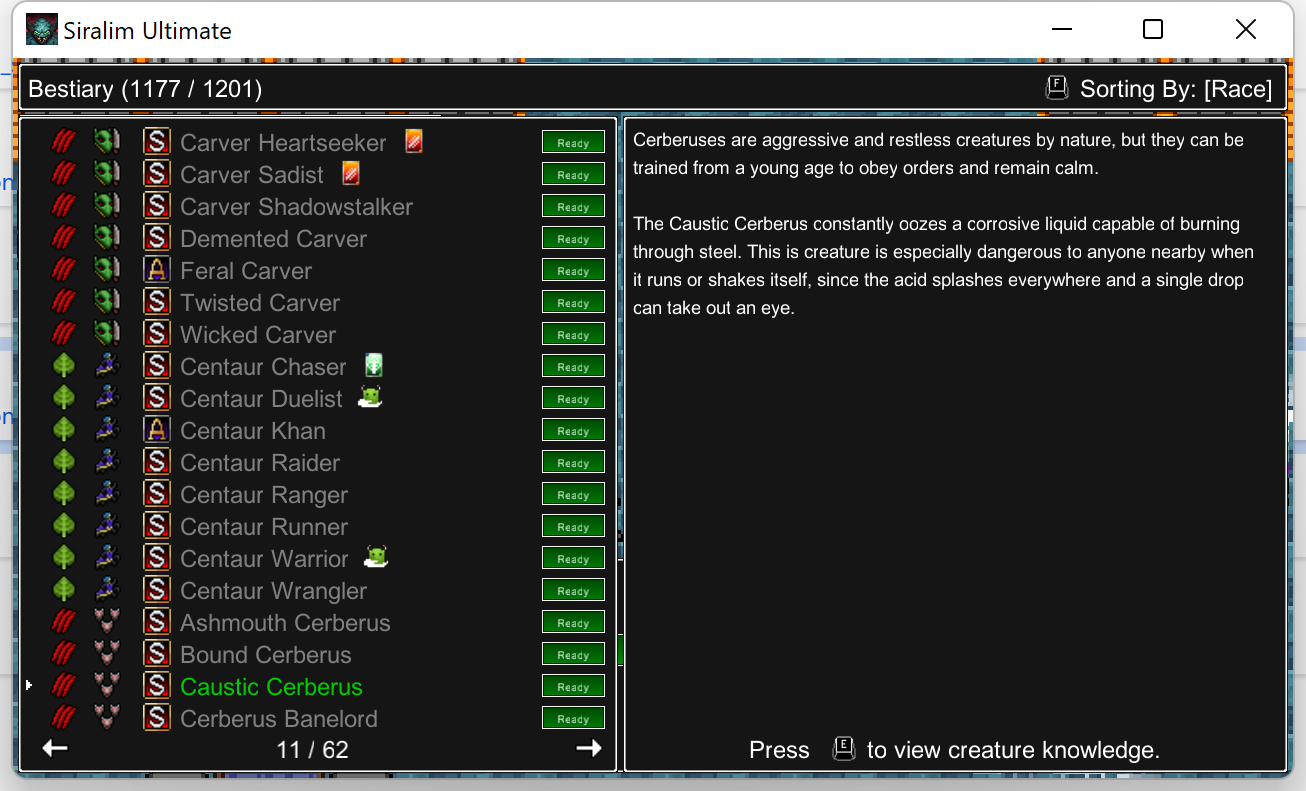 Siralim Ultimate
Bestiary (1177 / 1201)
F Sorting By: [Race]
S Carver Heartseeker Ready
S Carver Sadist Ready
S Carver Shadowstalker Ready
S Demented Carver Ready
A Feral Carver Ready
S Twisted Carver Ready
S Wicked Carver Ready
S Centaur Chaser Ready
S Centaur Duelist Ready
A Centaur Khan Ready
S Centaur Raider Ready
S Centaur Ranger Ready
S Centaur Runner Ready
S Centaur Warrior Ready
S Centaur Wrangler Ready
S Ashmouth Cerberus Ready
S Bound Cerberus Ready
S Caustic Cerberus Ready
S Cerberus Banelord Ready
11 / 62
Cerberuses are aggressive and restless creatures by nature, but they can be
trained from a young age to obey orders and remain calm.
The Caustic Cerberus constantly oozes a corrosive liquid capable of burning
through steel. This is creature is especially dangerous to anyone nearby when
it runs or shakes itself, since the acid splashes everywhere and a single drop
can take out an eye.
Press E to view creature knowledge.